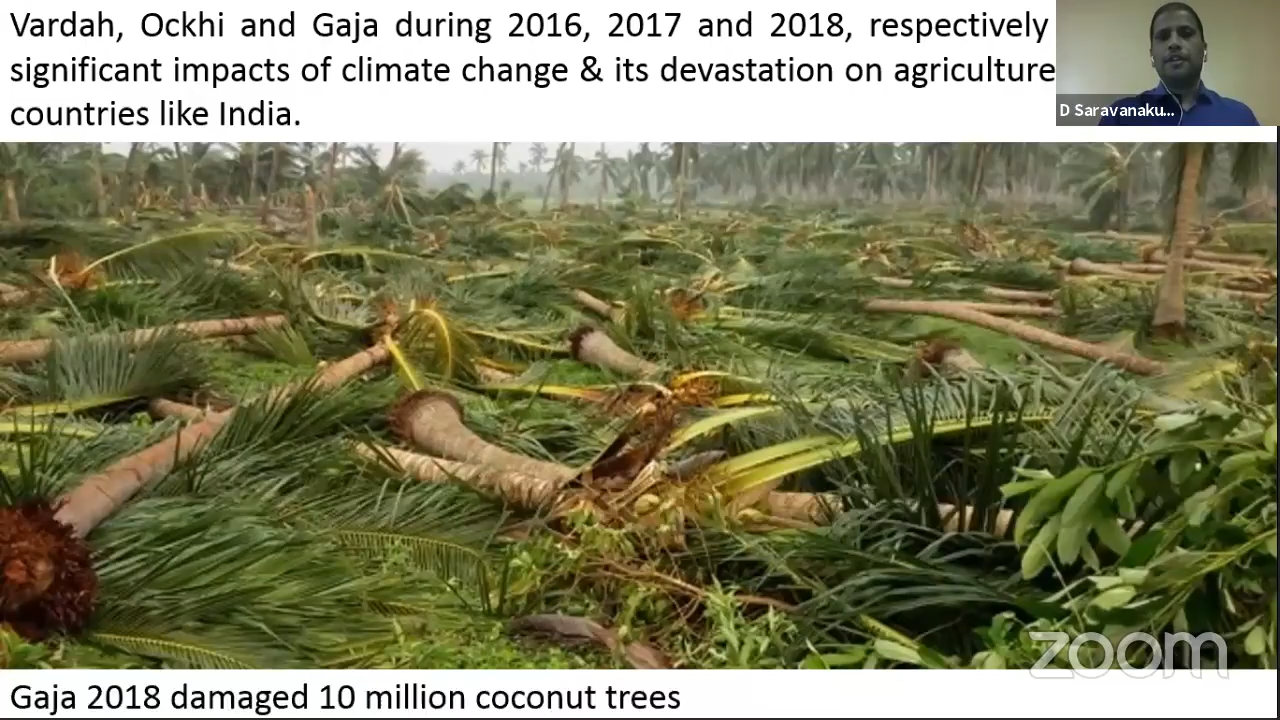 Vardah, Ockhi and Gaja during 2016, 2017 and 2018, respectively
significant impacts of climate change & its devastation on agriculture
countries like India.
D Saravanaku...
zoom
Gaja 2018 damaged 10 million coconut trees